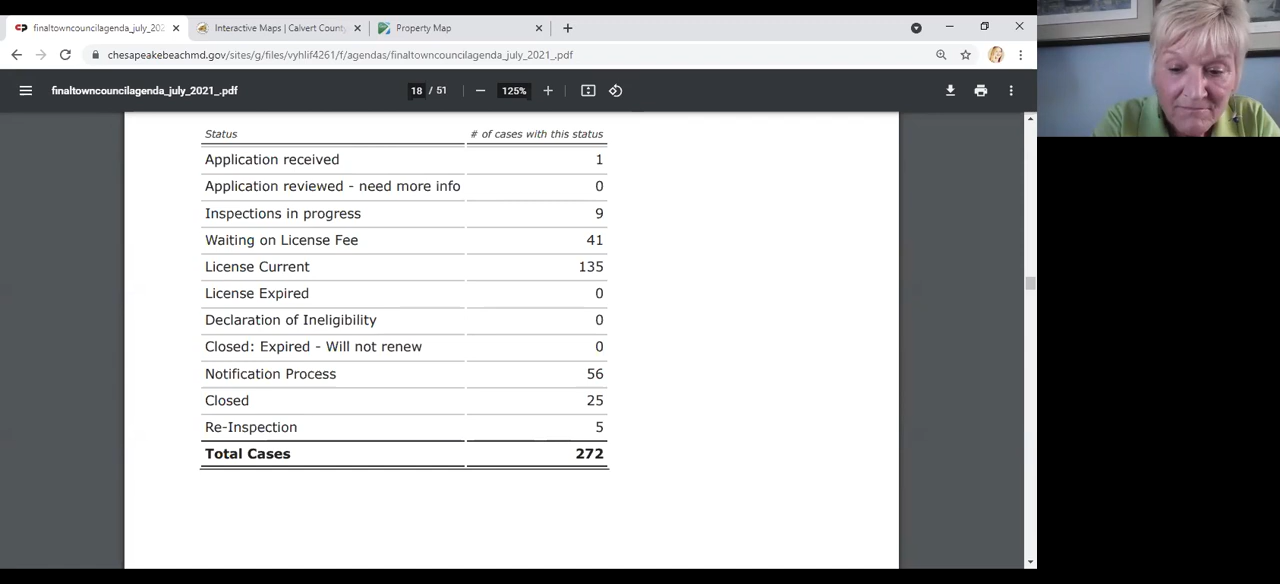 finaltowncouncilagenda_july_202
Interactive Maps | Calvert County
Property Map
chesapeakebeachmd.gov/sites/g/files/vyhlif4261/f/agendas/finaltowncouncilagenda_july_2021_.pdf
finaltowncouncilagenda_july_2021_.pdf
18 / 51
125%
Status # of cases with this status
Application received 1
Application reviewed - need more info 0
Inspections in progress 9
Waiting on License Fee 41
License Current 135
License Expired 0
Declaration of Ineligibility 0
Closed: Expired - Will not renew 0
Notification Process 56
Closed 25
Re-Inspection 5
Total Cases 272